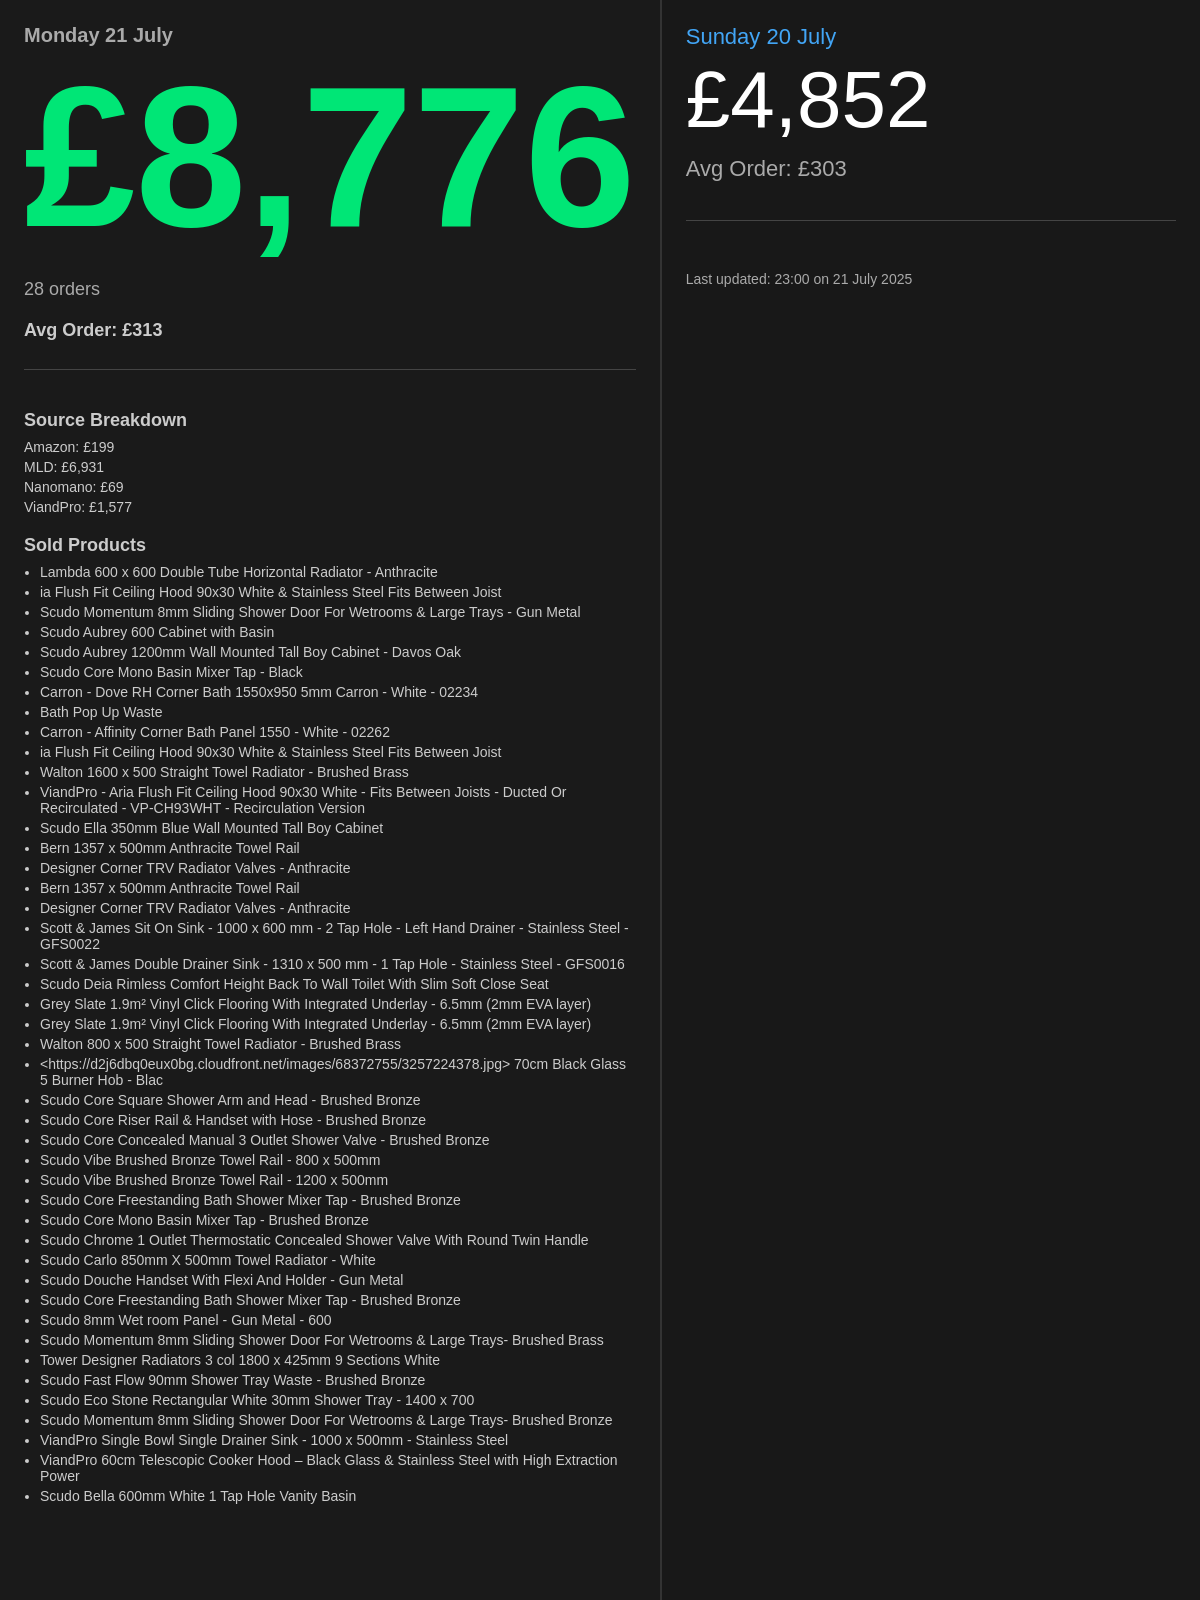 Monday 21 July
£8,776
28 orders
Avg Order: £313
Source Breakdown
Amazon: £199
MLD: £6,931
Nanomano: £69
ViandPro: £1,577
Sold Products
• Lambda 600 x 600 Double Tube Horizontal Radiator - Anthracite
• ia Flush Fit Ceiling Hood 90x30 White & Stainless Steel Fits Between Joist
• Scudo Momentum 8mm Sliding Shower Door For Wetrooms & Large Trays - Gun Metal
• Scudo Aubrey 600 Cabinet with Basin
• Scudo Aubrey 1200mm Wall Mounted Tall Boy Cabinet - Davos Oak
• Scudo Core Mono Basin Mixer Tap - Black
• Carron - Dove RH Corner Bath 1550x950 5mm Carron - White - 02234
• Bath Pop Up Waste
• Carron - Affinity Corner Bath Panel 1550 - White - 02262
• ia Flush Fit Ceiling Hood 90x30 White & Stainless Steel Fits Between Joist
• Walton 1600 x 500 Straight Towel Radiator - Brushed Brass
• ViandPro - Aria Flush Fit Ceiling Hood 90x30 White - Fits Between Joists - Ducted Or
Recirculated - VP-CH93WHT - Recirculation Version
• Scudo Ella 350mm Blue Wall Mounted Tall Boy Cabinet
• Bern 1357 x 500mm Anthracite Towel Rail
• Designer Corner TRV Radiator Valves - Anthracite
• Bern 1357 x 500mm Anthracite Towel Rail
• Designer Corner TRV Radiator Valves - Anthracite
• Scott & James Sit On Sink - 1000 x 600 mm - 2 Tap Hole - Left Hand Drainer - Stainless Steel -
GFS0022
• Scott & James Double Drainer Sink - 1310 x 500 mm - 1 Tap Hole - Stainless Steel - GFS0016
• Scudo Deia Rimless Comfort Height Back To Wall Toilet With Slim Soft Close Seat
• Grey Slate 1.9m² Vinyl Click Flooring With Integrated Underlay - 6.5mm (2mm EVA layer)
• Grey Slate 1.9m² Vinyl Click Flooring With Integrated Underlay - 6.5mm (2mm EVA layer)
• Walton 800 x 500 Straight Towel Radiator - Brushed Brass
• <https://d2j6dbq0eux0bg.cloudfront.net/images/68372755/3257224378.jpg> 70cm Black Glass
5 Burner Hob - Blac
• Scudo Core Square Shower Arm and Head - Brushed Bronze
• Scudo Core Riser Rail & Handset with Hose - Brushed Bronze
• Scudo Core Concealed Manual 3 Outlet Shower Valve - Brushed Bronze
• Scudo Vibe Brushed Bronze Towel Rail - 800 x 500mm
• Scudo Vibe Brushed Bronze Towel Rail - 1200 x 500mm
• Scudo Core Freestanding Bath Shower Mixer Tap - Brushed Bronze
• Scudo Core Mono Basin Mixer Tap - Brushed Bronze
• Scudo Chrome 1 Outlet Thermostatic Concealed Shower Valve With Round Twin Handle
• Scudo Carlo 850mm X 500mm Towel Radiator - White
• Scudo Douche Handset With Flexi And Holder - Gun Metal
• Scudo Core Freestanding Bath Shower Mixer Tap - Brushed Bronze
• Scudo 8mm Wet room Panel - Gun Metal - 600
• Scudo Momentum 8mm Sliding Shower Door For Wetrooms & Large Trays- Brushed Brass
• Tower Designer Radiators 3 col 1800 x 425mm 9 Sections White
• Scudo Fast Flow 90mm Shower Tray Waste - Brushed Bronze
• Scudo Eco Stone Rectangular White 30mm Shower Tray - 1400 x 700
• Scudo Momentum 8mm Sliding Shower Door For Wetrooms & Large Trays- Brushed Bronze
• ViandPro Single Bowl Single Drainer Sink - 1000 x 500mm - Stainless Steel
• ViandPro 60cm Telescopic Cooker Hood – Black Glass & Stainless Steel with High Extraction
Power
• Scudo Bella 600mm White 1 Tap Hole Vanity Basin
Sunday 20 July
£4,852
Avg Order: £303
Last updated: 23:00 on 21 July 2025